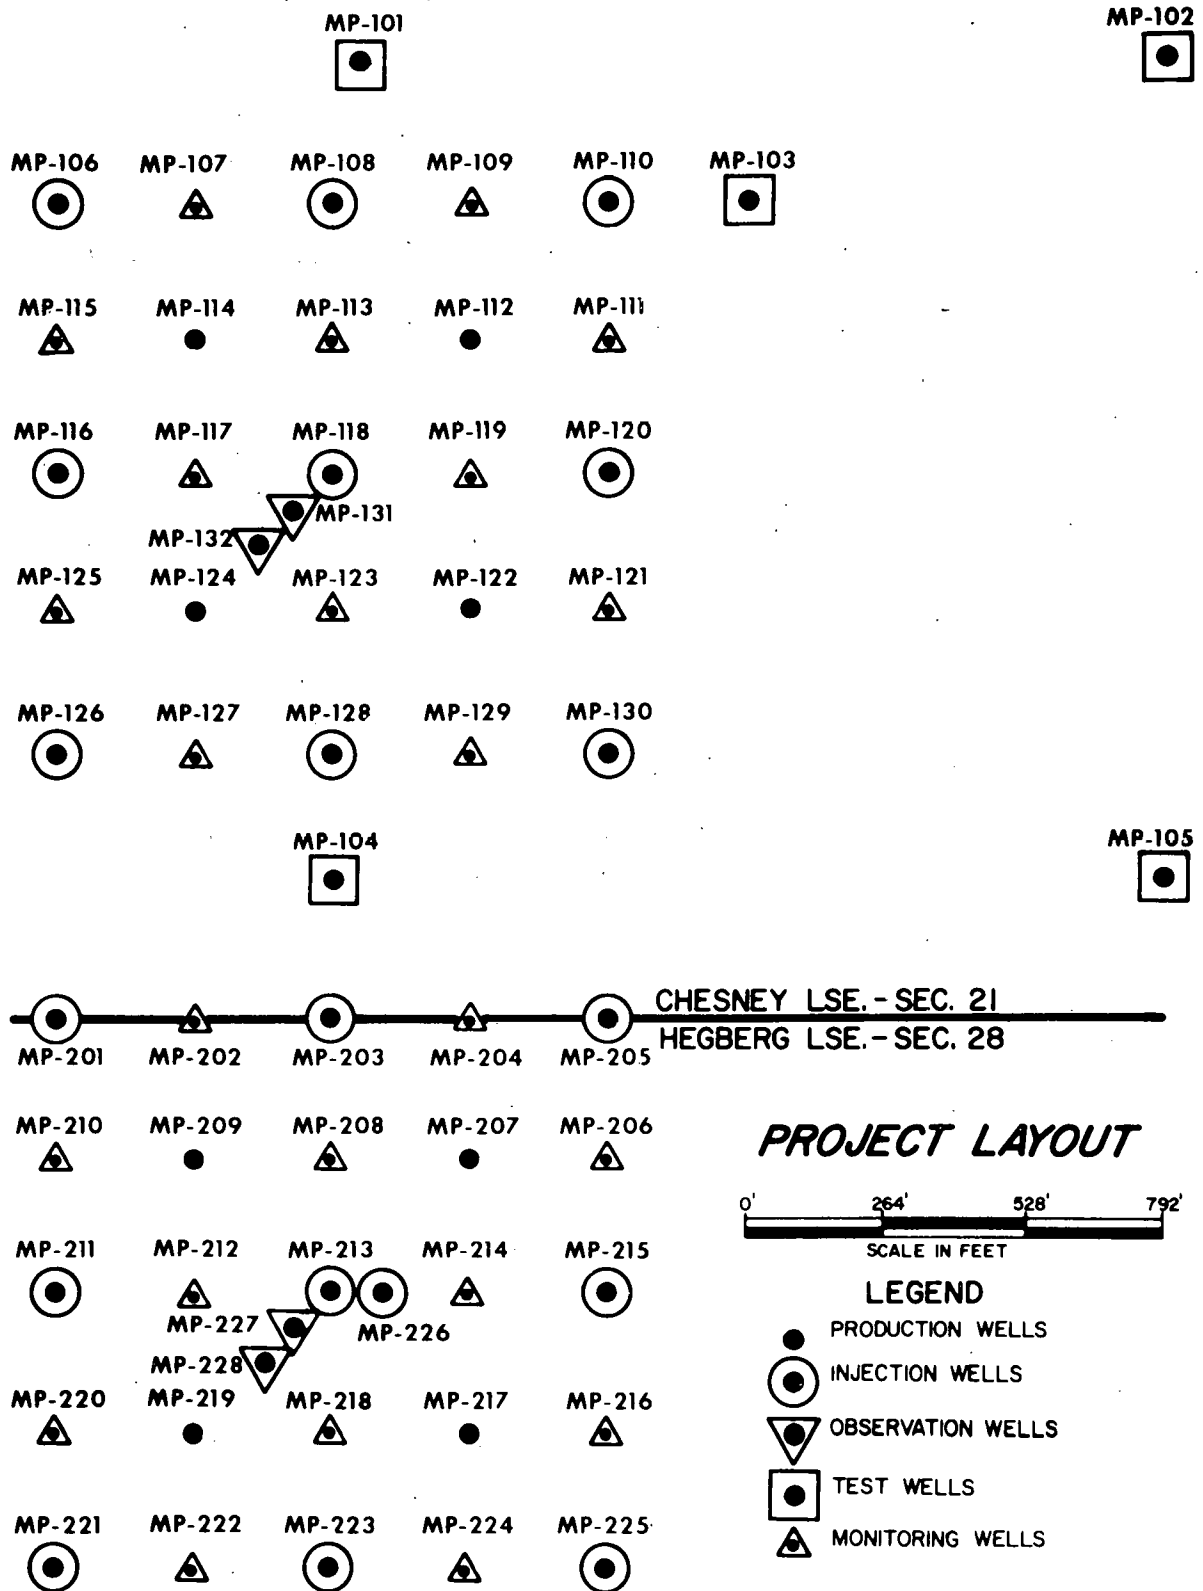 MP-101 MP-102
MP-106 MP-107 MP-108 MP-109 MP-110 MP-103
MP-115 MP-114 MP-113 MP-112 MP-111
MP-116 MP-117 MP-118 MP-119 MP-120
MP-131
MP-132
MP-125 MP-124 MP-123 MP-122 MP-121
MP-126 MP-127 MP-128 MP-129 MP-130
MP-104 MP-105
CHESNEY LSE.-SEC. 21
HEGBERG LSE.-SEC. 28
MP-201 MP-202 MP-203 MP-204 MP-205
MP-210 MP-209 MP-208 MP-207 MP-206
PROJECT LAYOUT
0' 264' 528' 792'
SCALE IN FEET
MP-211 MP-212 MP-213 MP-214 MP-215
MP-227 MP-226
MP-228
MP-220 MP-219 MP-218 MP-217 MP-216
MP-221 MP-222 MP-223 MP-224 MP-225
LEGEND
PRODUCTION WELLS
INJECTION WELLS
OBSERVATION WELLS
TEST WELLS
MONITORING WELLS